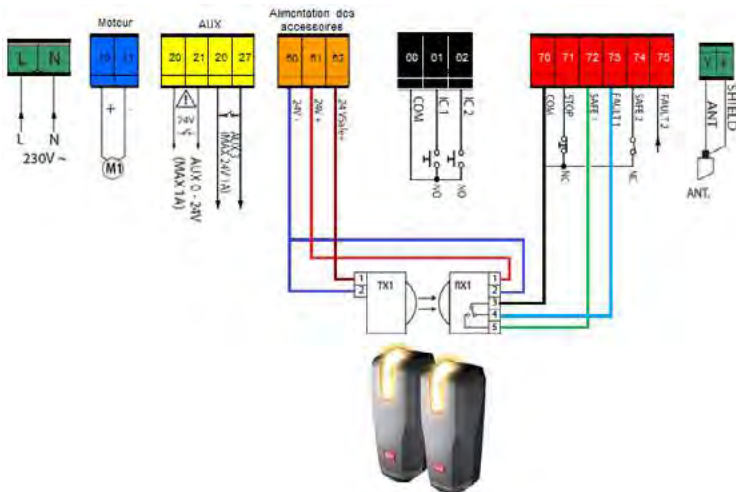 Moteur
AUX
Alimentation des
accessoires
L N
10 11
20 21 26 27
50 51 52
00 01 02
70 71 72 73 74 75
Y #
L N
230V ~
+ -
M1
24V
AUX 0 - 24V
(MAX 1A)
AUX 3
(MAX 24V 1A)
24V -
24V +
24 VSafe+
COM
IC 1
IC 2
NO
NO
COM
STOP
SAFE 1
FAULT 1
SAFE 2
FAULT 2
NC
NC
ANT
SHIELD
ANT.
1
2
TX1
RX1
1
2
3
4
5